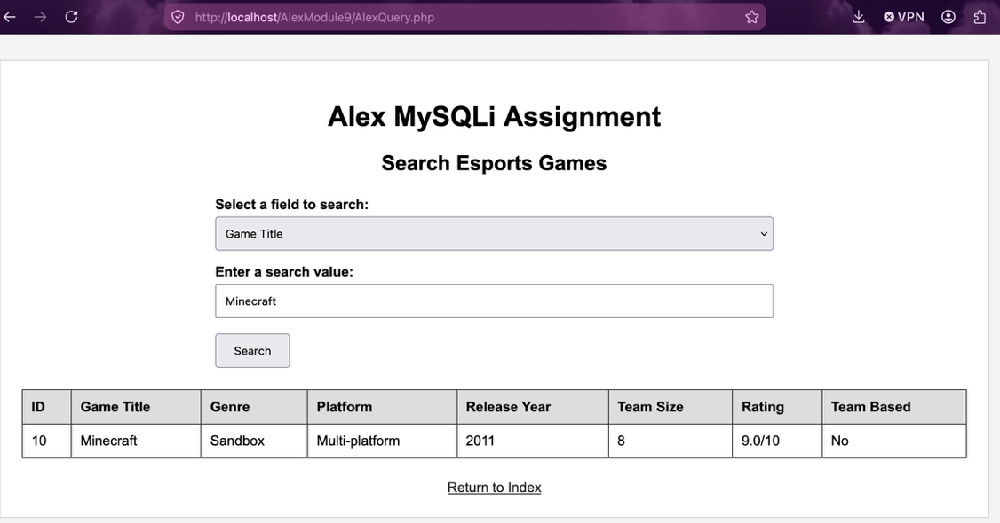 http://localhost/AlexModule9/AlexQuery.php
VPN
Alex MySQLi Assignment
Search Esports Games
Select a field to search:
Game Title
Enter a search value:
Minecraft
Search
ID Game Title Genre Platform Release Year Team Size Rating Team Based
10 Minecraft Sandbox Multi-platform 2011 8 9.0/10 No
Return to Index